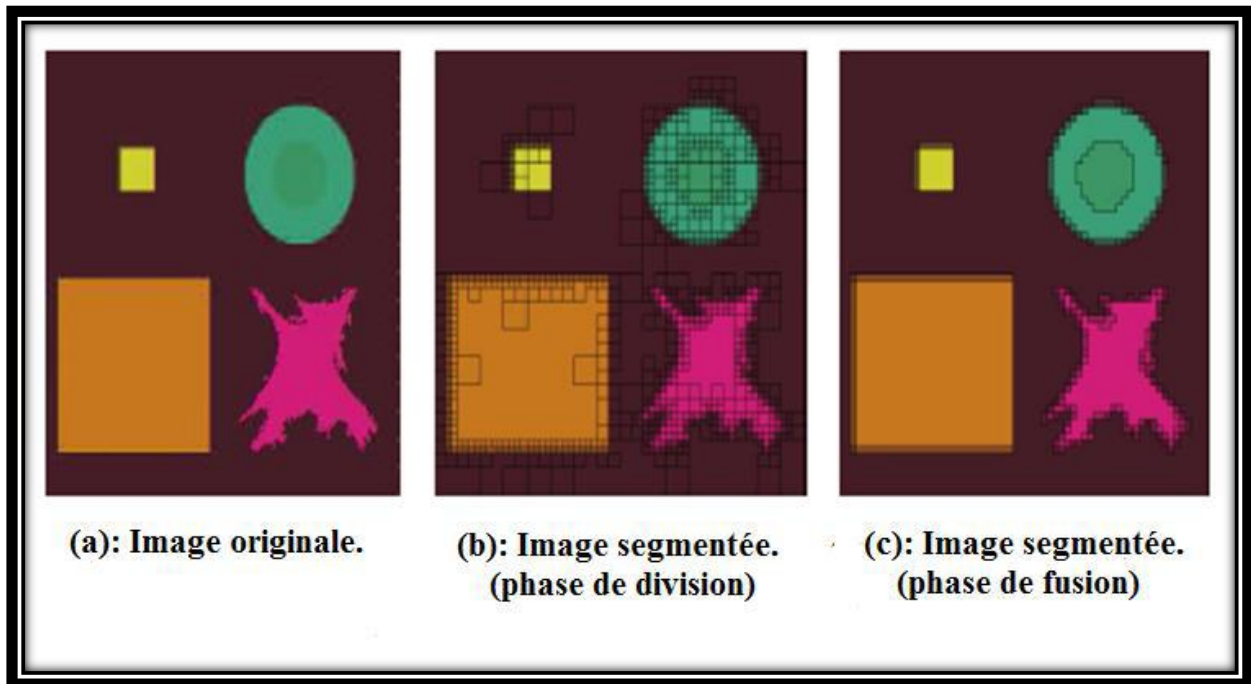 (a): Image originale.
(b): Image segmentée.
(phase de division)
(c): Image segmentée.
(phase de fusion)